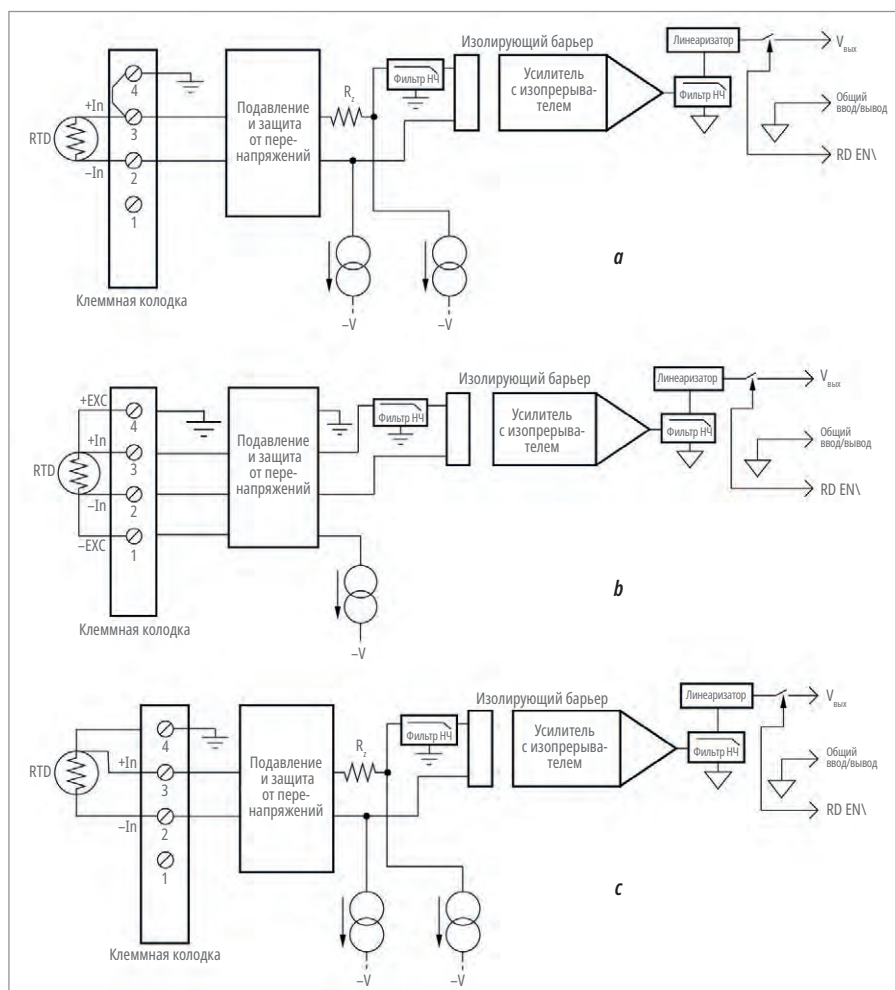 Изолирующий барьер
Линеаризатор
Vвых
4
Rz
Фильтр НЧ
Усилитель
с изопрерыва-
телем
Фильтр НЧ
+In
Подавление
и защита
от пере-
напряжений
3
Общий
ввод/вывод
RTD
2
–In
RD EN\
1
a
Клеммная колодка
–V
–V
Изолирующий барьер
Линеаризатор
Vвых
+EXC
4
Фильтр НЧ
Усилитель
с изопрерыва-
телем
Фильтр НЧ
+In
Подавление
и защита
от пере-
напряжений
3
Общий
ввод/вывод
RTD
2
–In
RD EN\
–EXC
1
b
Клеммная колодка
–V
Изолирующий барьер
Линеаризатор
Vвых
4
Rz
Фильтр НЧ
Усилитель
с изопрерыва-
телем
Фильтр НЧ
+In
Подавление
и защита
от пере-
напряжений
3
Общий
ввод/вывод
RTD
2
–In
RD EN\
1
c
Клеммная колодка
–V
–V